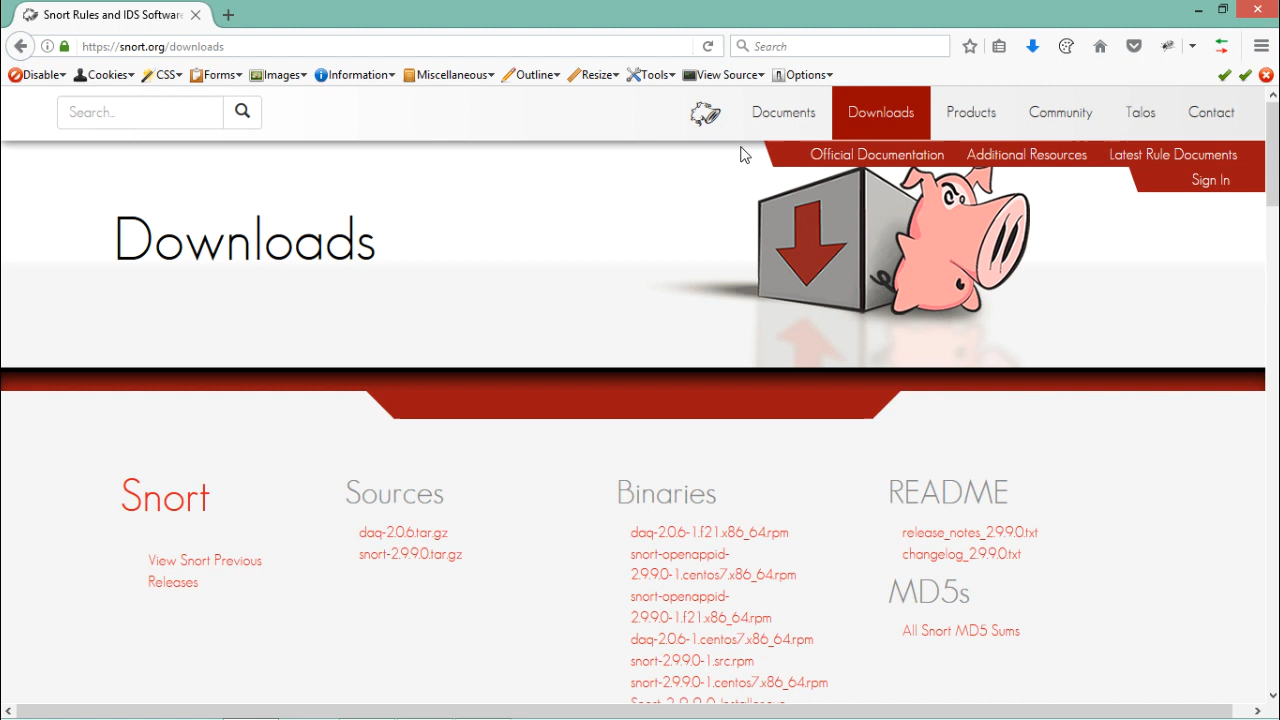 Snort Rules and IDS Software
https://snort.org/downloads
Search
Disable Cookies CSS Forms Images Information Miscellaneous Outline Resize Tools View Source Options
Search..
Documents Downloads Products Community Talos Contact
Official Documentation Additional Resources Latest Rule Documents
Sign In
Downloads
Snort
View Snort Previous
Releases
Sources
daq-2.0.6.tar.gz
snort-2.9.9.0.tar.gz
Binaries
daq-2.0.6-1.f21.x86_64.rpm
snort-openappid-
2.9.9.0-1.centos7.x86_64.rpm
snort-openappid-
2.9.9.0-1.f21.x86_64.rpm
daq-2.0.6-1.centos7.x86_64.rpm
snort-2.9.9.0-1.src.rpm
snort-2.9.9.0-1.centos7.x86_64.rpm
README
release_notes_2.9.9.0.txt
changelog_2.9.9.0.txt
MD5s
All Snort MD5 Sums